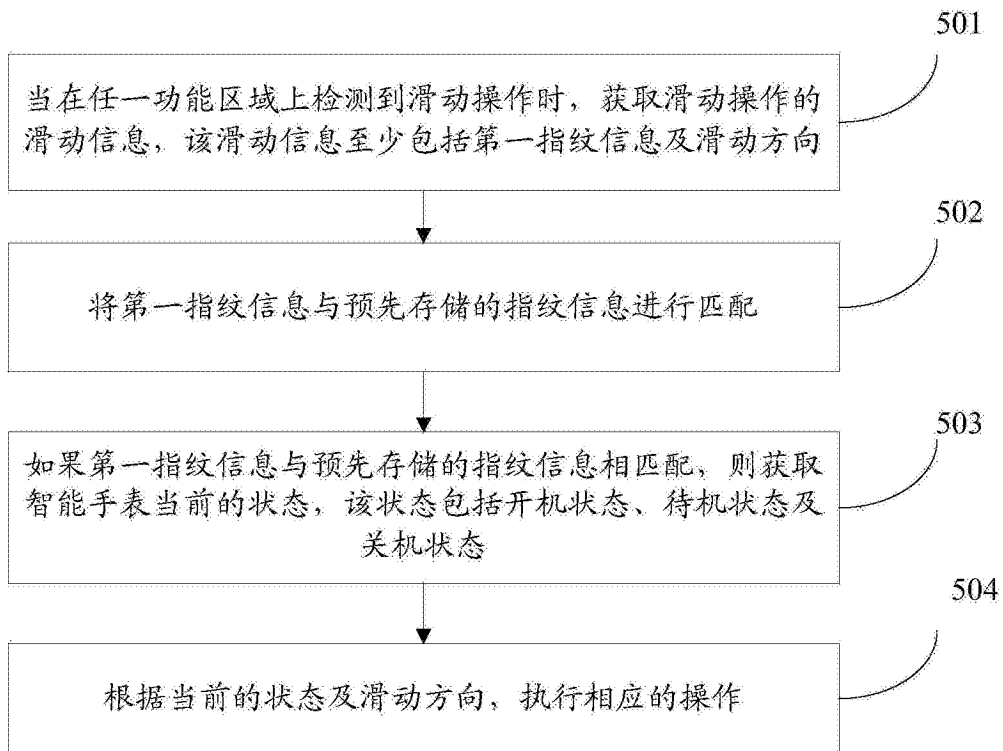 501
当在任一功能区域上检测到滑动操作时，获取滑动操作的
滑动信息，该滑动信息至少包括第一指纹信息及滑动方向
502
将第一指纹信息与预先存储的指纹信息进行匹配
503
如果第一指纹信息与预先存储的指纹信息相匹配，则获取
智能手表当前的状态，该状态包括开机状态、待机状态及
关机状态
504
根据当前的状态及滑动方向，执行相应的操作